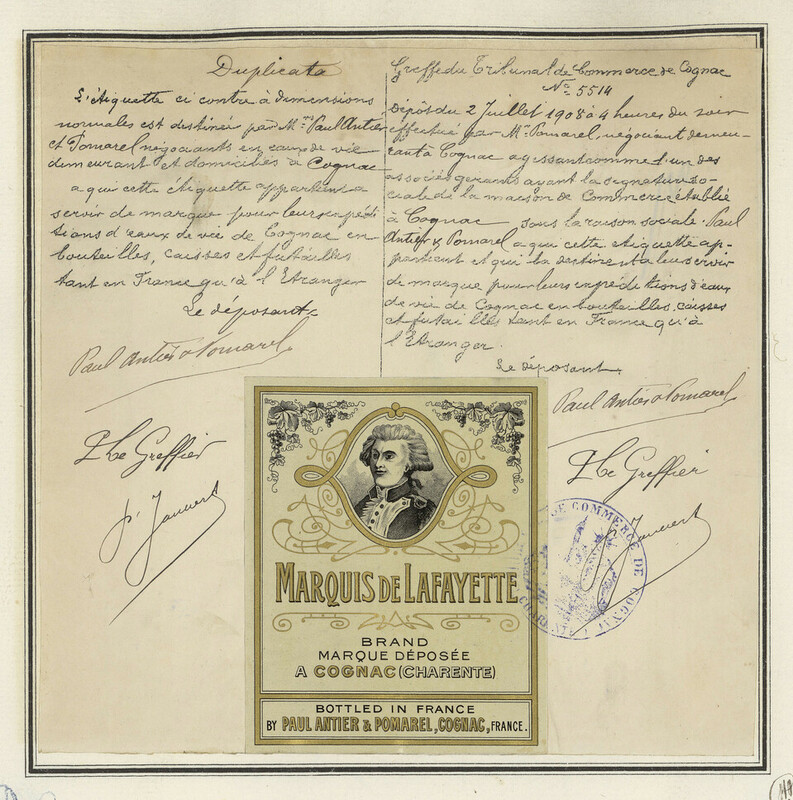 Duplicata
L'étiquette ci contre à dimensions
normales est destinée par Mrs Paul Antier
et Pomarel négociants en eaux de vie
demeurant et domiciliés à Cognac
a qui cette étiquette appartient a
servir de marque pour leurs expédi
tions d'eaux de vie de Cognac en
bouteilles, caisses et futailles
tant en France qu'à l'Etranger
Le déposant
Paul Antier & Pomarel
Le Greffier
Greffe du Tribunal de Commerce de Cognac
No 5514
Dépôt du 2 Juillet 1908 à 4 heures du soir
effectué par Mr Pomarel, négociant demeu-
rant à Cognac agissant comme l'un des
associés gérants ayant la signature so-
ciale de la maison de Commerce établie
à Cognac sous la raison sociale Paul
Antier & Pomarel a qui cette etiquette ap-
partient et qui la destine à leur servir
de marque pour leurs expéditions d'eaux
de vie de Cognac en bouteilles, caisses
et futailles tant en France qu'à
l'Etranger.
Le déposant
Paul Antier & Pomarel
Le Greffier
DE COMMERCE DE COGNAC
MARQUIS DE LAFAYETTE
BRAND
MARQUE DÉPOSÉE
A COGNAC (CHARENTE)
BOTTLED IN FRANCE
BY PAUL ANTIER & POMAREL, COGNAC, FRANCE.